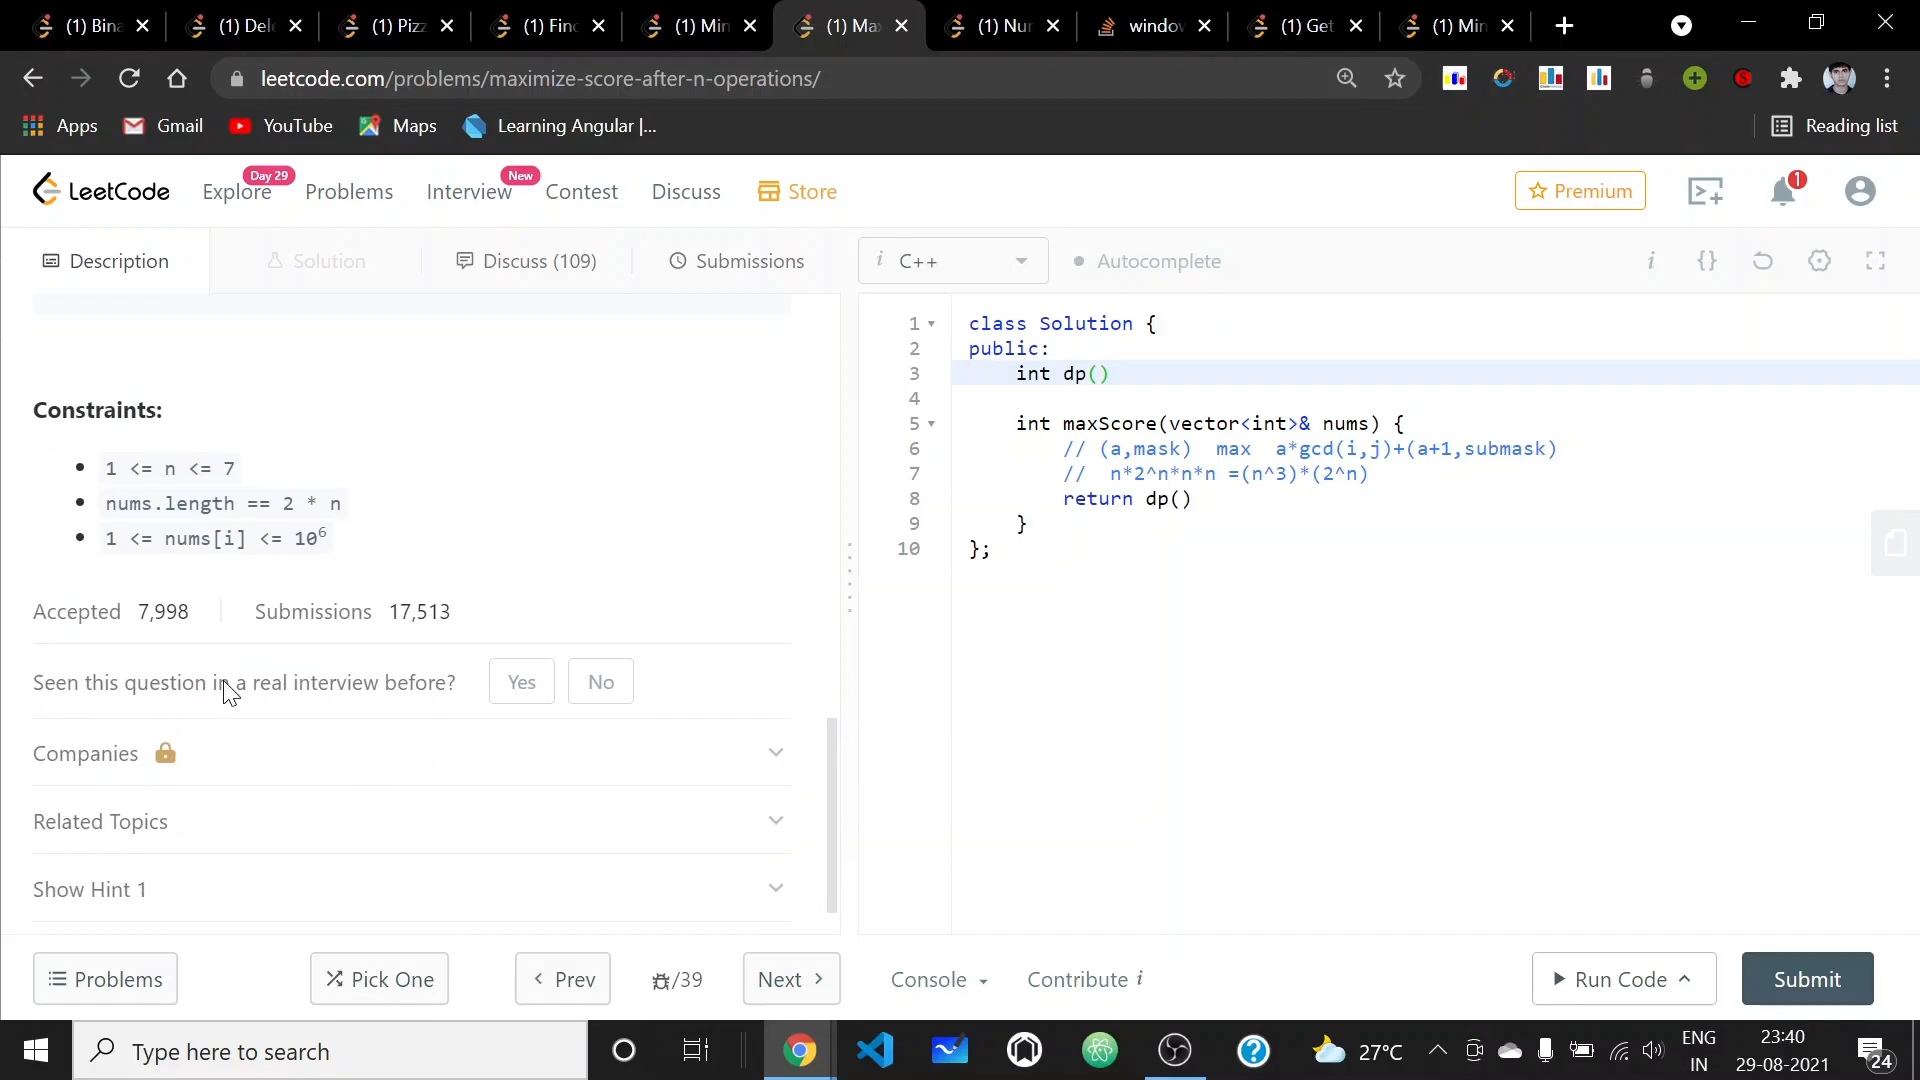 (1) Bina
(1) Dele
(1) Pizz
(1) Find
(1) Min
(1) Max
(1) Num
windov
(1) Get
(1) Min
leetcode.com/problems/maximize-score-after-n-operations/
Apps
Gmail
YouTube
Maps
Learning Angular |...
Reading list
LeetCode
Explore
Day 29
Problems
Interview
New
Contest
Discuss
Store
Premium
1
Description
Solution
Discuss (109)
Submissions
i C++
Autocomplete
Constraints:
1 <= n <= 7
nums.length == 2 * n
1 <= nums[i] <= 10^6
Accepted 7,998
Submissions 17,513
Seen this question in a real interview before?
Yes
No
Companies
Related Topics
Show Hint 1
1 class Solution {
2 public:
3 int dp()
4
5 int maxScore(vector<int>& nums) {
6 // (a,mask) max a*gcd(i,j)+(a+1,submask)
7 // n*2^n*n*n =(n^3)*(2^n)
8 return dp()
9 }
10 };
Problems
Pick One
Prev
/39
Next
Console
Contribute i
Run Code
Submit
Type here to search
27°C
ENG
IN
23:40
29-08-2021
24